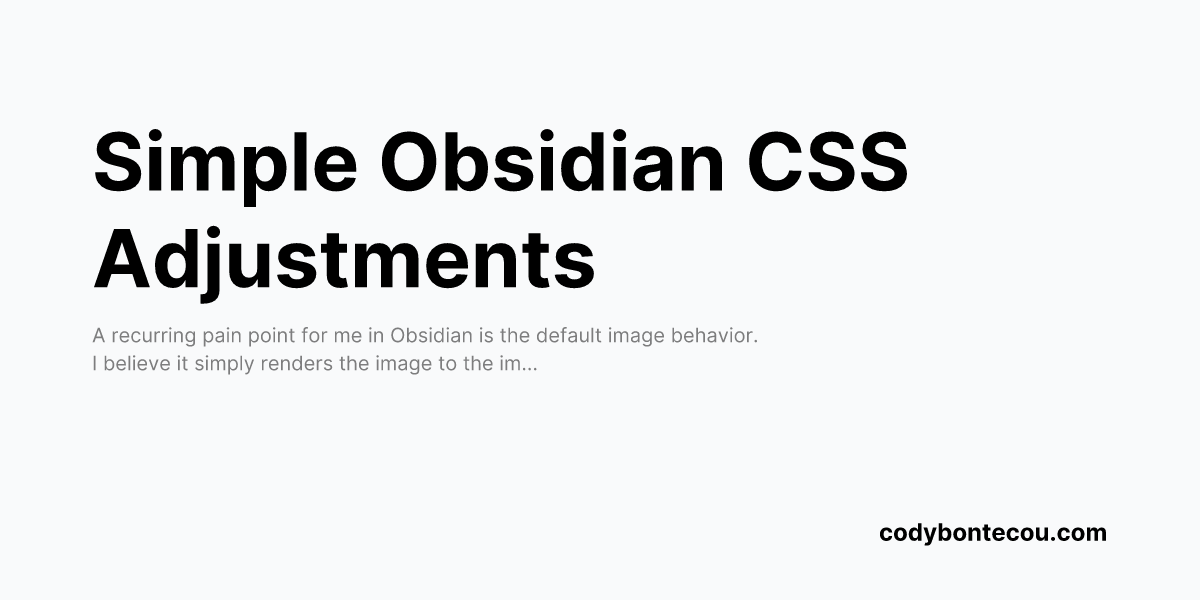 Simple Obsidian CSS
Adjustments
A recurring pain point for me in Obsidian is the default image behavior.
I believe it simply renders the image to the im...
codybontecou.com